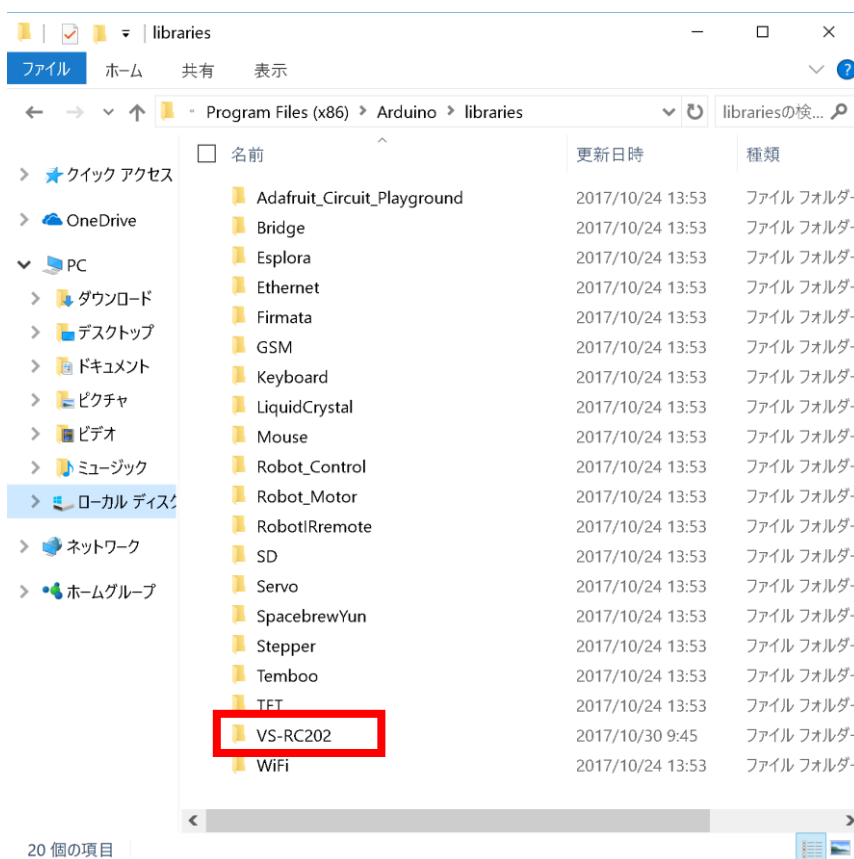 libraries
ファイル ホーム 共有 表示
Program Files (x86) Arduino libraries librariesの検...
名前 更新日時 種類
クイック アクセス
OneDrive
PC
ダウンロード
デスクトップ
ドキュメント
ピクチャ
ビデオ
ミュージック
ローカル ディスク
ネットワーク
ホームグループ
Adafruit_Circuit_Playground 2017/10/24 13:53 ファイル フォルダー
Bridge 2017/10/24 13:53 ファイル フォルダー
Esplora 2017/10/24 13:53 ファイル フォルダー
Ethernet 2017/10/24 13:53 ファイル フォルダー
Firmata 2017/10/24 13:53 ファイル フォルダー
GSM 2017/10/24 13:53 ファイル フォルダー
Keyboard 2017/10/24 13:53 ファイル フォルダー
LiquidCrystal 2017/10/24 13:53 ファイル フォルダー
Mouse 2017/10/24 13:53 ファイル フォルダー
Robot_Control 2017/10/24 13:53 ファイル フォルダー
Robot_Motor 2017/10/24 13:53 ファイル フォルダー
RobotIRremote 2017/10/24 13:53 ファイル フォルダー
SD 2017/10/24 13:53 ファイル フォルダー
Servo 2017/10/24 13:53 ファイル フォルダー
SpacebrewYun 2017/10/24 13:53 ファイル フォルダー
Stepper 2017/10/24 13:53 ファイル フォルダー
Temboo 2017/10/24 13:53 ファイル フォルダー
TFT 2017/10/24 13:53 ファイル フォルダー
VS-RC202 2017/10/30 9:45 ファイル フォルダー
WiFi 2017/10/24 13:53 ファイル フォルダー
20 個の項目